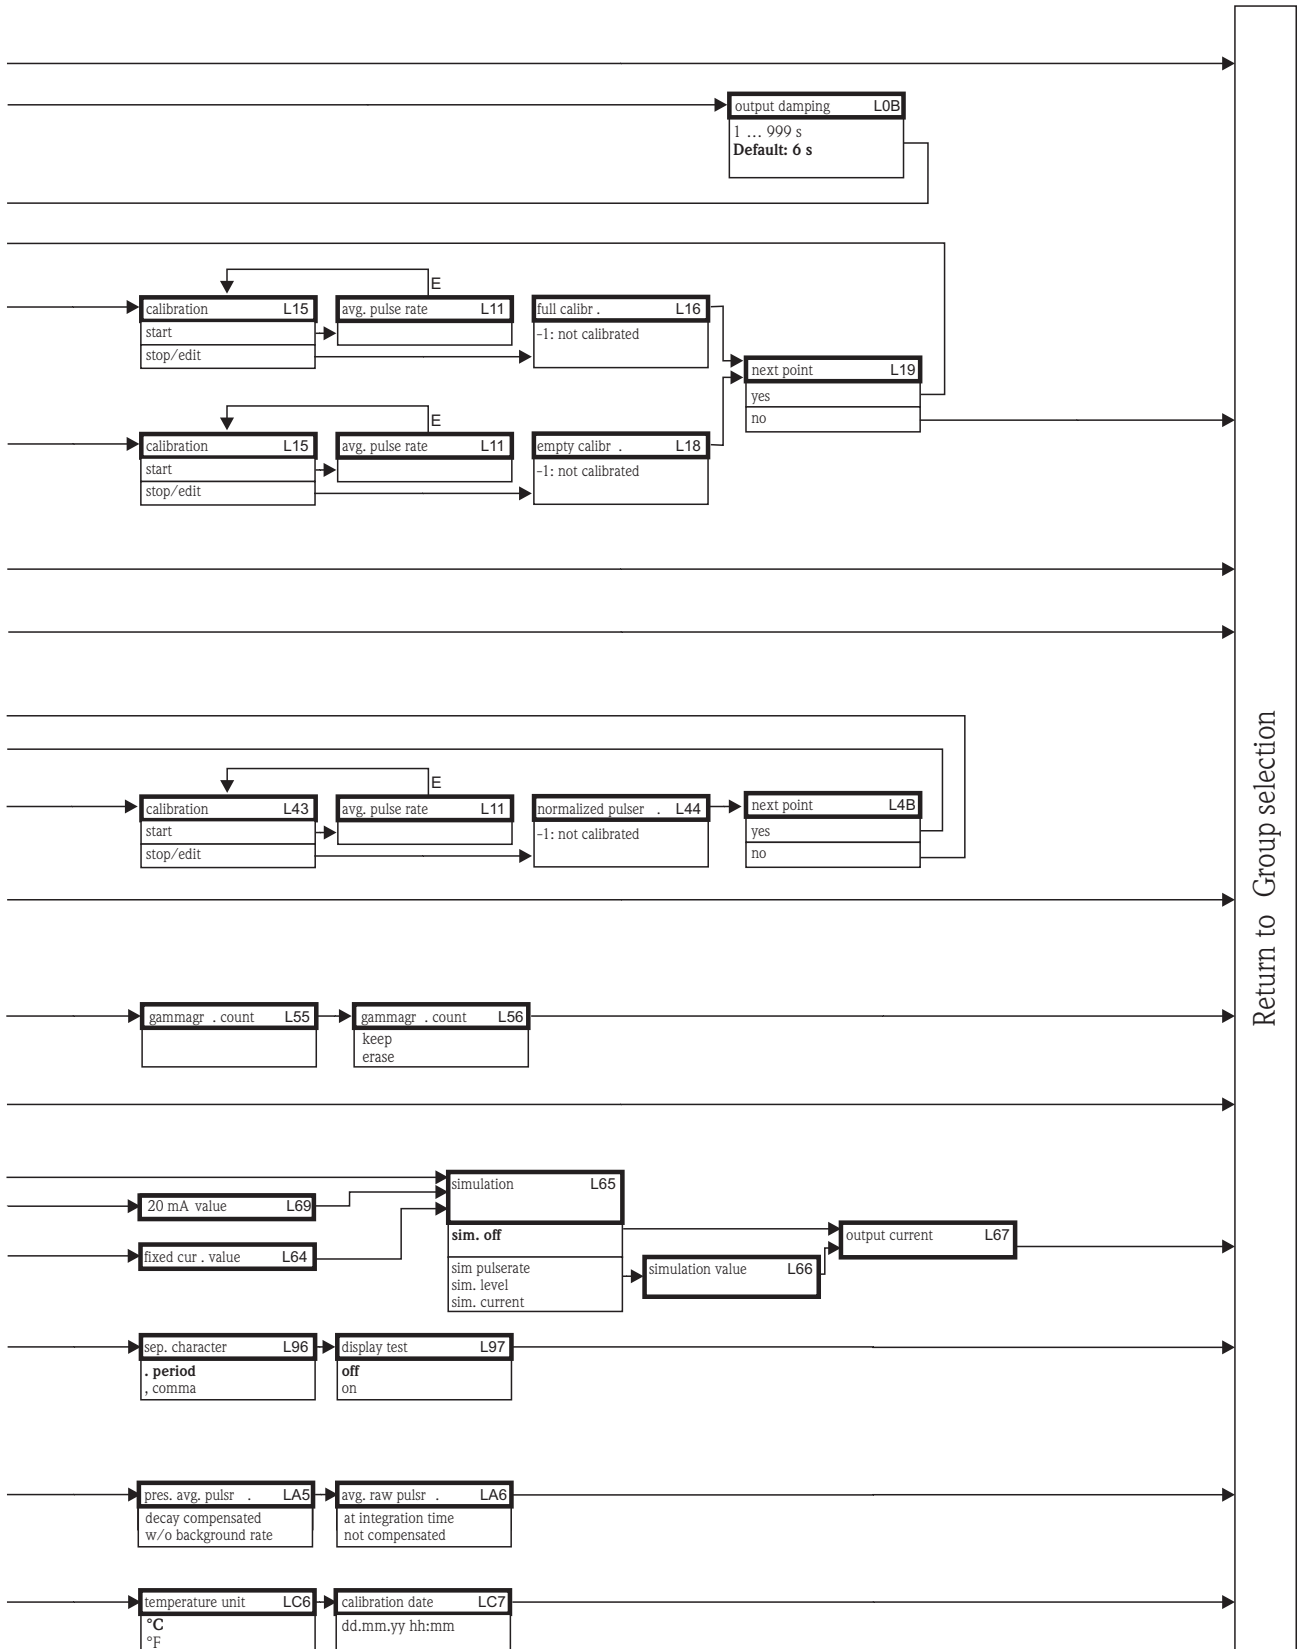 output damping L0B
1 ... 999 s
Default: 6 s
E
calibration L15
avg. pulse rate L11
full calibr . L16
start
-1: not calibrated
stop/edit
next point L19
yes
no
E
calibration L15
avg. pulse rate L11
empty calibr . L18
start
-1: not calibrated
stop/edit
E
calibration L43
avg. pulse rate L11
normalized pulser . L44
next point L4B
start
-1: not calibrated
yes
stop/edit
no
Return to Group selection
gammagr . count L55
gammagr . count L56
keep
erase
simulation L65
20 mA value L69
sim. off
output current L67
fixed cur . value L64
sim pulserate
sim. level
sim. current
simulation value L66
sep. character L96
display test L97
. period
, comma
off
on
pres. avg. pulsr . LA5
avg. raw pulsr . LA6
decay compensated
w/o background rate
at integration time
not compensated
temperature unit LC6
calibration date LC7
°C
°F
dd.mm.yy hh:mm